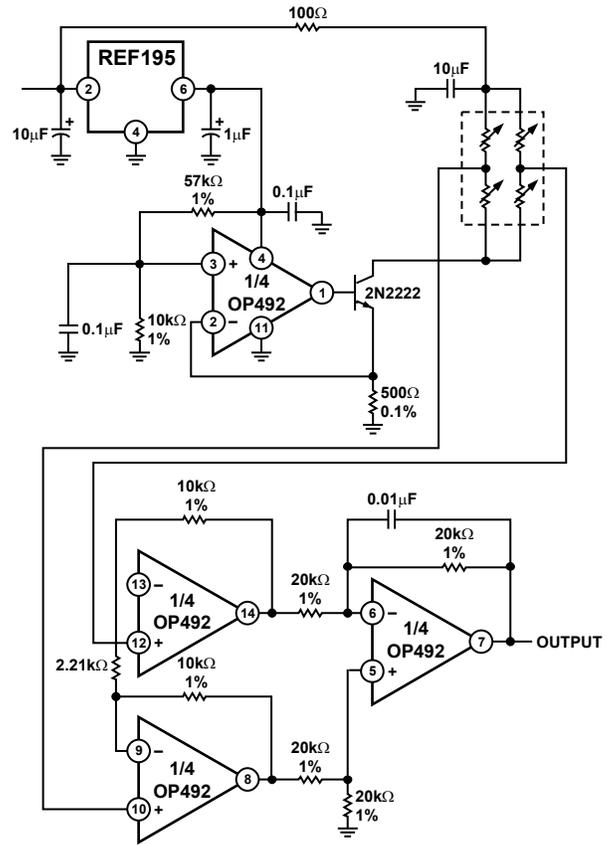 100Ω
REF195
2
6
4
10μF
+
1μF
+
10μF
57kΩ
1%
0.1μF
3
+
4
1/4
OP492
1
2N2222
2
−
11
0.1μF
10kΩ
1%
500Ω
0.1%
10kΩ
1%
0.01μF
20kΩ
1%
13
−
1/4
OP492
14
12
+
20kΩ
1%
6
−
1/4
OP492
7
OUTPUT
5
+
2.21kΩ
10kΩ
1%
9
−
1/4
OP492
8
10
+
20kΩ
1%
20kΩ
1%